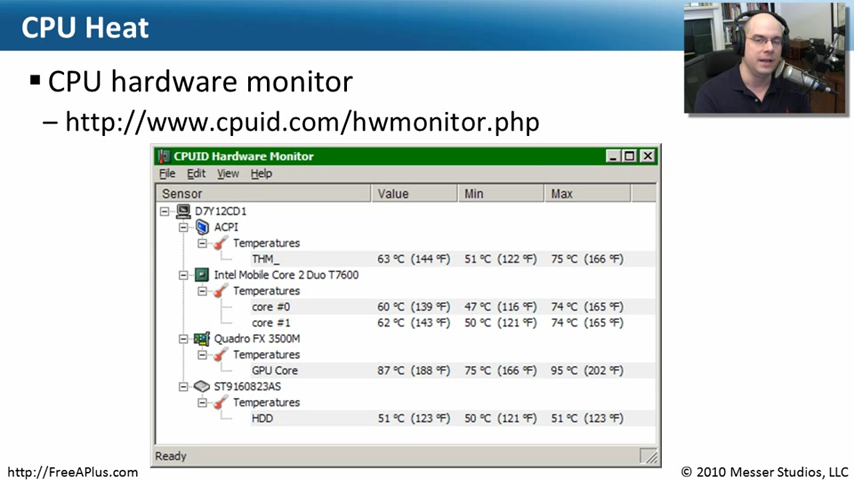 CPU Heat
▪ CPU hardware monitor
– http://www.cpuid.com/hwmonitor.php
CPUID Hardware Monitor
File Edit View Help
Sensor Value Min Max
D7Y12CD1
ACPI
Temperatures
THM_ 63 °C (144 °F) 51 °C (122 °F) 75 °C (166 °F)
Intel Mobile Core 2 Duo T7600
Temperatures
core #0 60 °C (139 °F) 47 °C (116 °F) 74 °C (165 °F)
core #1 62 °C (143 °F) 50 °C (121 °F) 74 °C (165 °F)
Quadro FX 3500M
Temperatures
GPU Core 87 °C (188 °F) 75 °C (166 °F) 95 °C (202 °F)
ST9160823AS
Temperatures
HDD 51 °C (123 °F) 50 °C (121 °F) 51 °C (123 °F)
Ready
http://FreeAPlus.com © 2010 Messer Studios, LLC